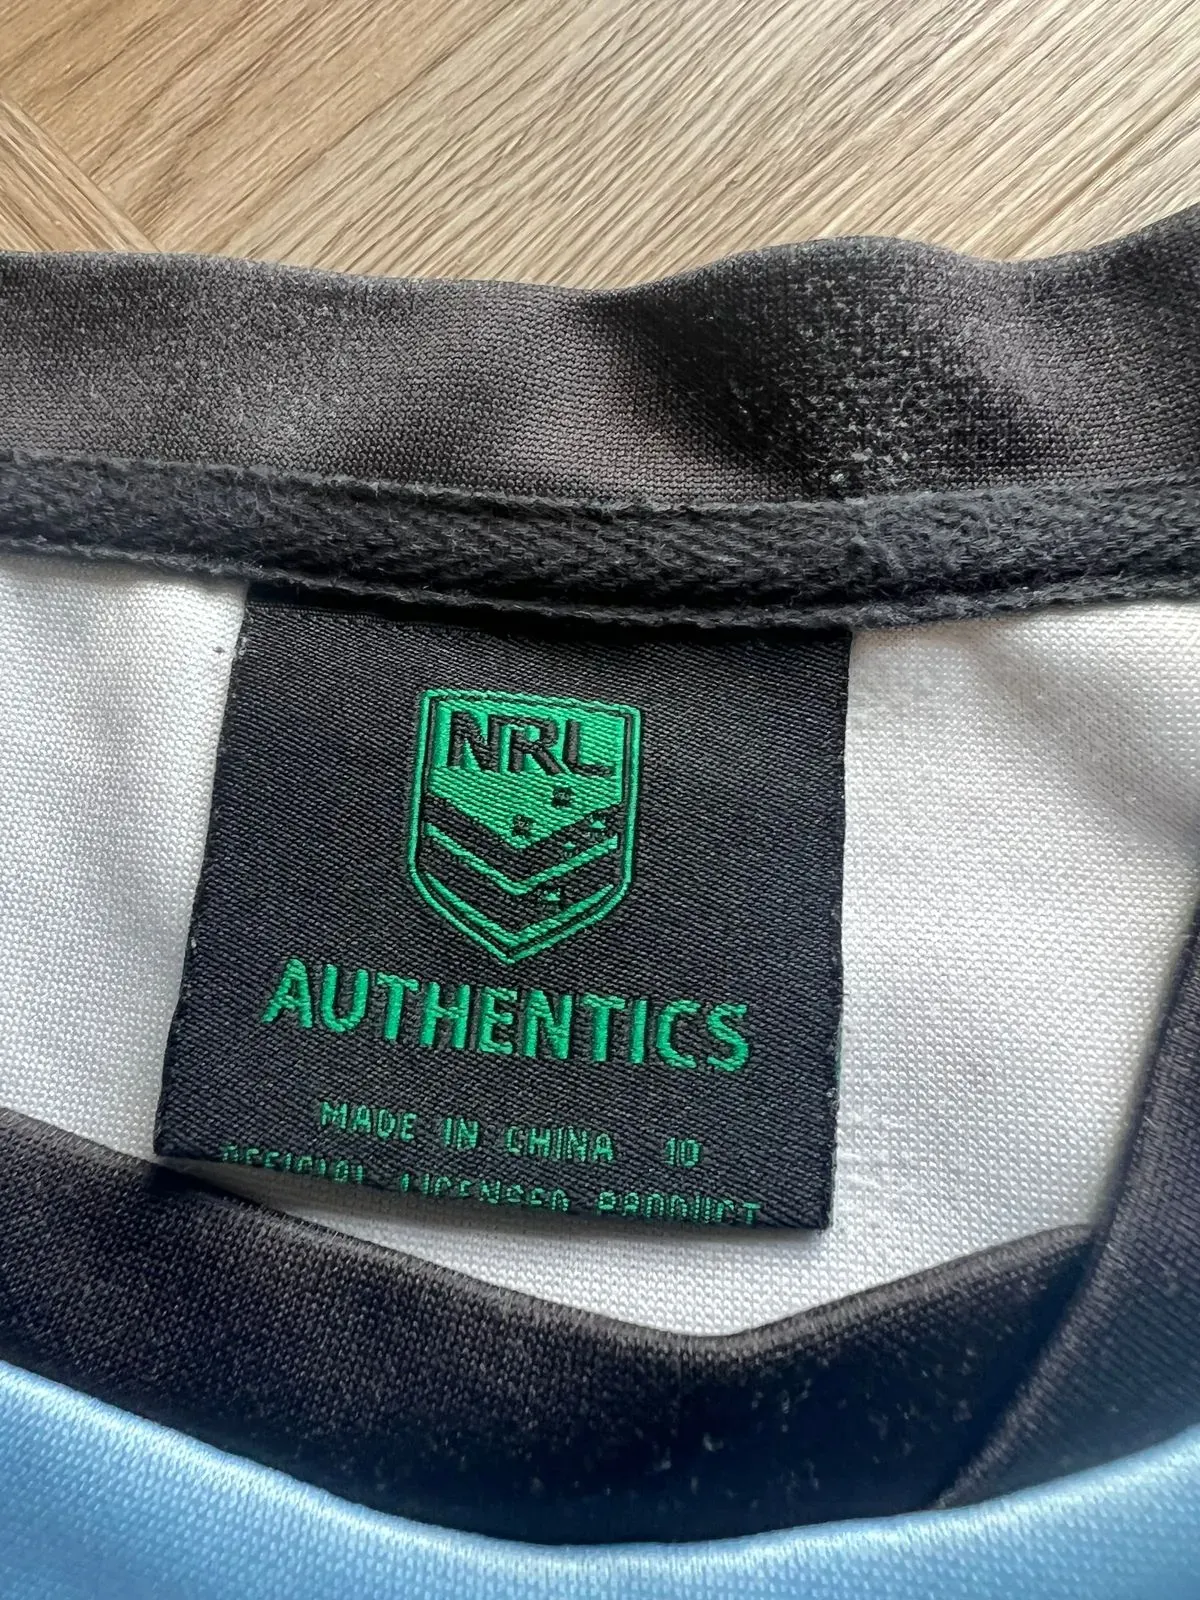 NRL
AUTHENTICS
MADE IN CHINA 10
OFFICIAL LICENSED PRODUCT